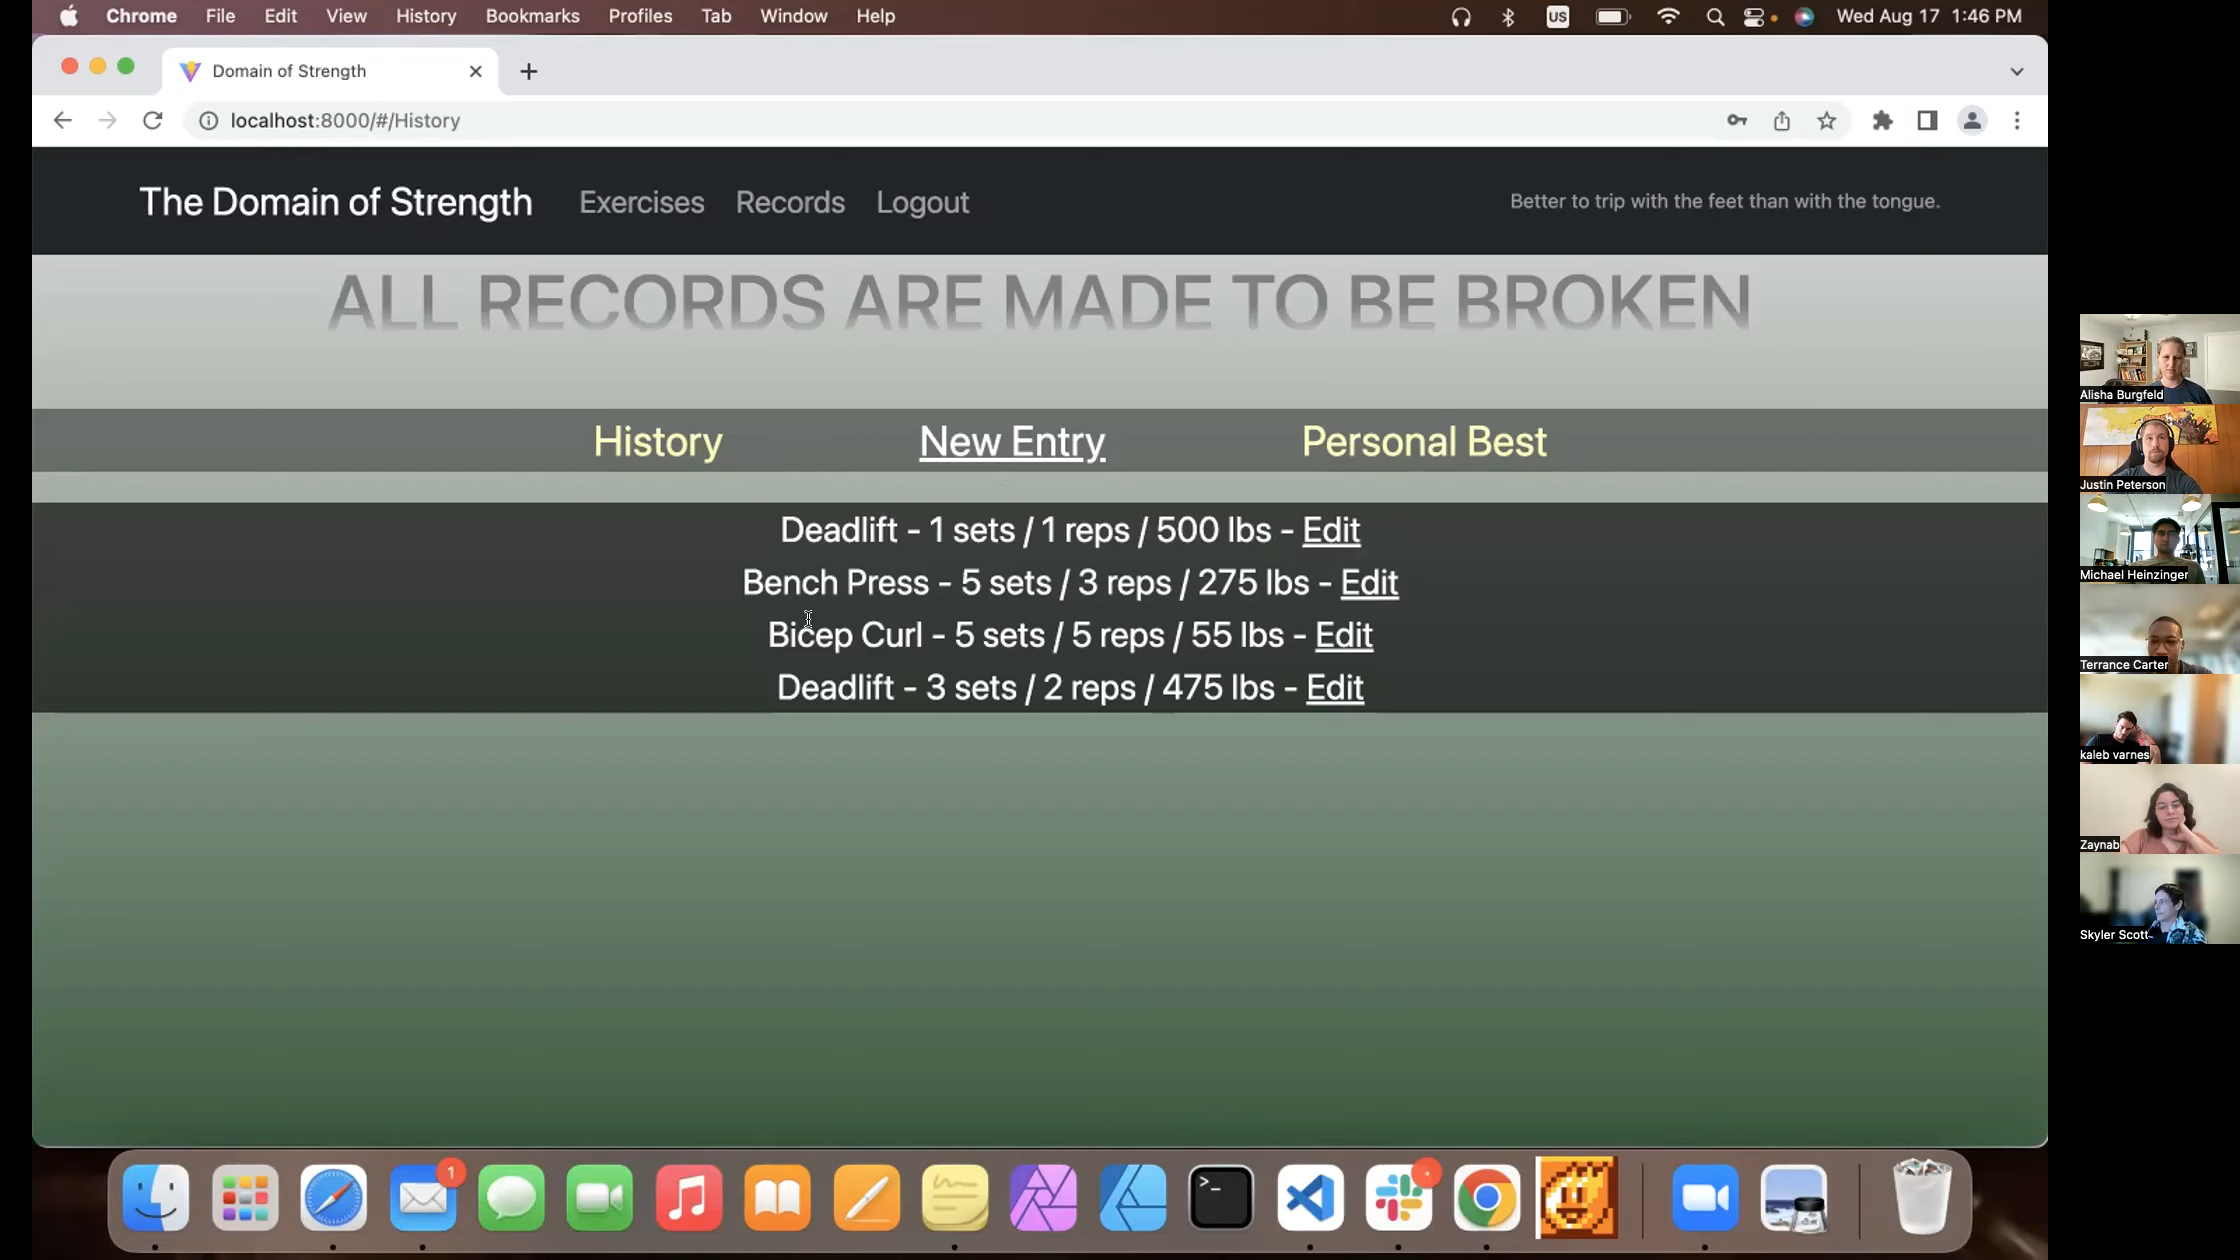 Chrome File Edit View History Bookmarks Profiles Tab Window Help US Wed Aug 17 1:46 PM
Domain of Strength
localhost:8000/#/History
The Domain of Strength Exercises Records Logout Better to trip with the feet than with the tongue.
ALL RECORDS ARE MADE TO BE BROKEN
History New Entry Personal Best
Deadlift - 1 sets / 1 reps / 500 lbs - Edit
Bench Press - 5 sets / 3 reps / 275 lbs - Edit
Bicep Curl - 5 sets / 5 reps / 55 lbs - Edit
Deadlift - 3 sets / 2 reps / 475 lbs - Edit
Alisha Burgfeld
Justin Peterson
Michael Heinzinger
Terrance Carter
kaleb varnes
Zaynab
Skyler Scott
1